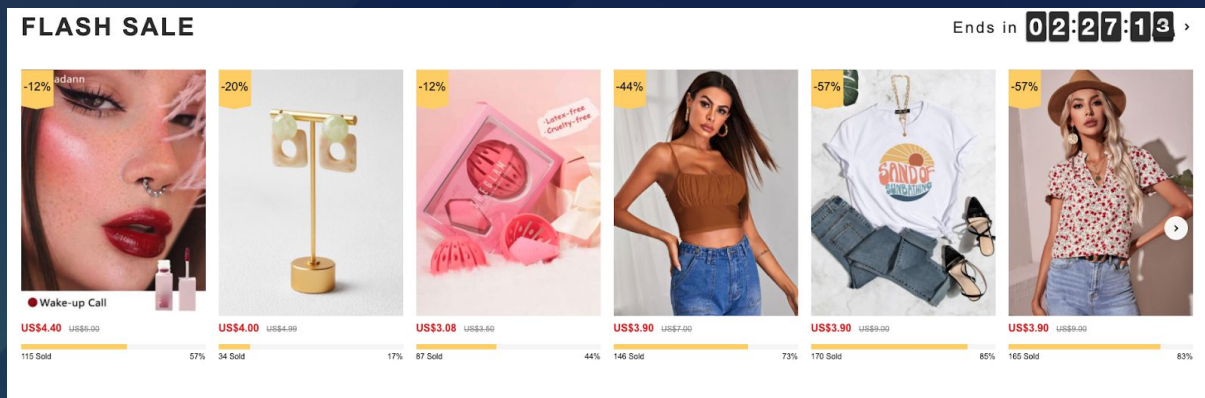 FLASH SALE
Ends in 02:27:13 >
-12%
adann
Wake-up Call
US$4.40 US$5.00
115 Sold 57%
-20%
US$4.00 US$4.99
34 Sold 17%
-12%
-Latex-free
-Cruelty-free
US$3.08 US$3.50
87 Sold 44%
-44%
US$3.90 US$7.00
146 Sold 73%
-57%
SAND OF
US$3.90 US$9.00
170 Sold 85%
-57%
US$3.90 US$9.00
165 Sold 83%